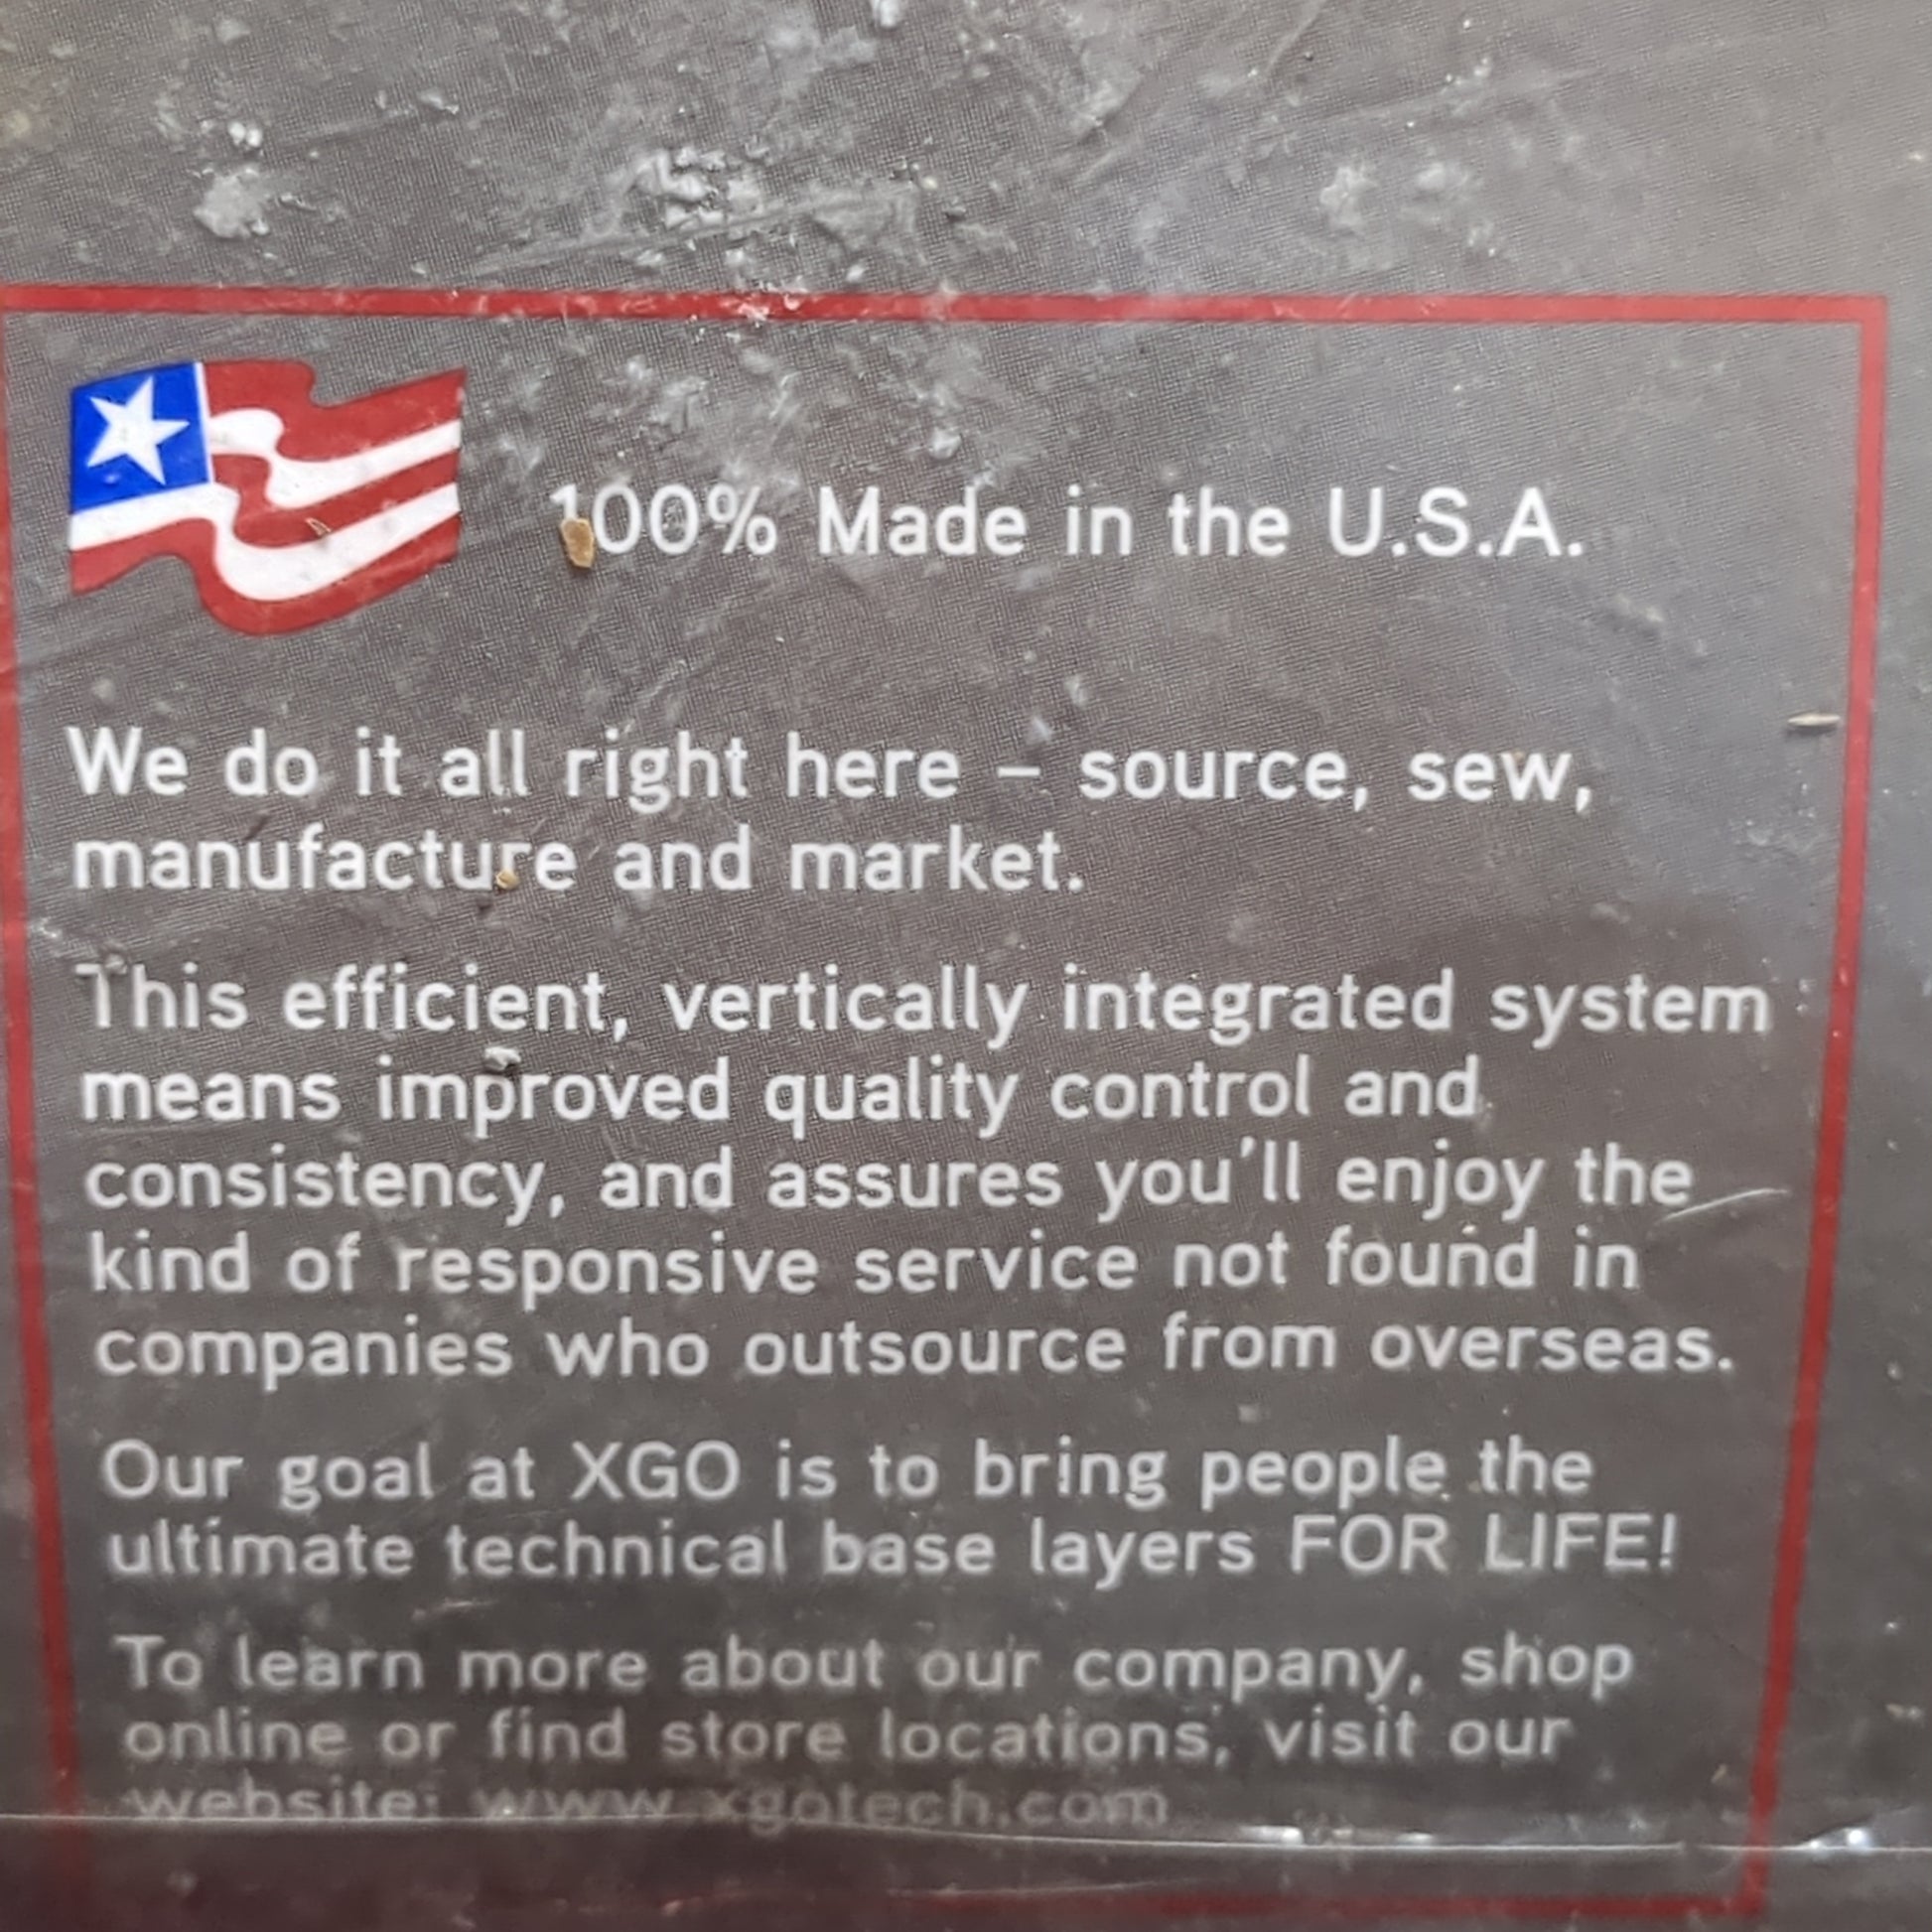 100% Made in the U.S.A.
We do it all right here – source, sew,
manufacture and market.
This efficient, vertically integrated system
means improved quality control and
consistency, and assures you'll enjoy the
kind of responsive service not found in
companies who outsource from overseas.
Our goal at XGO is to bring people the
ultimate technical base layers FOR LIFE!
To learn more about our company, shop
online or find store locations, visit our
website: www.xgotech.com